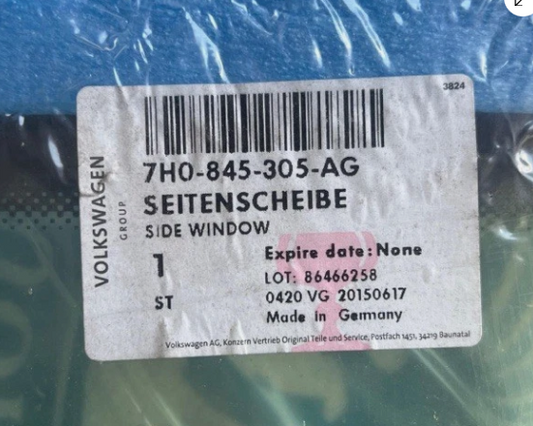 3824
7H0-845-305-AG
SEITENSCHEIBE
SIDE WINDOW
1
ST
Expire date: None
LOT: 86466258
0420 VG 20150617
Made In Germany
Volkswagen AG, Konzern Vertrieb Original Teile und Service, Postfach 1451, 34219 Baunatal
VOLKSWAGEN
GROUP